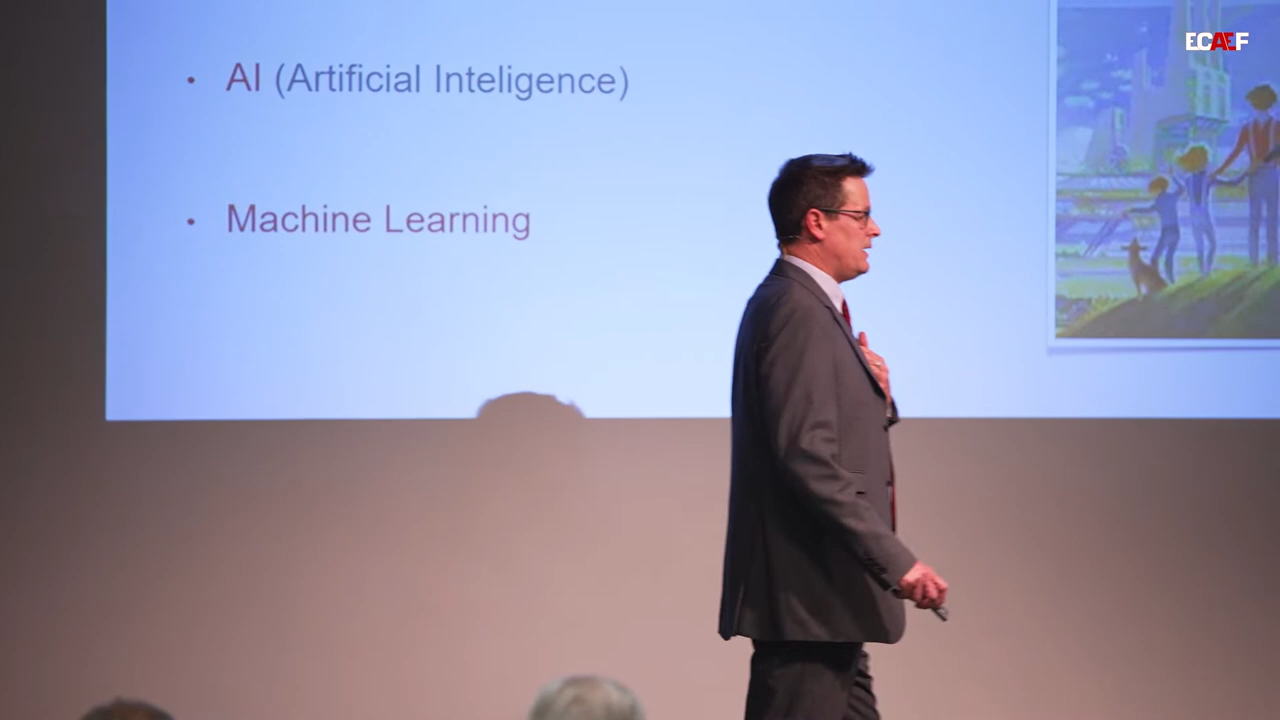 ECAEF
• AI (Artificial Inteligence)
• Machine Learning